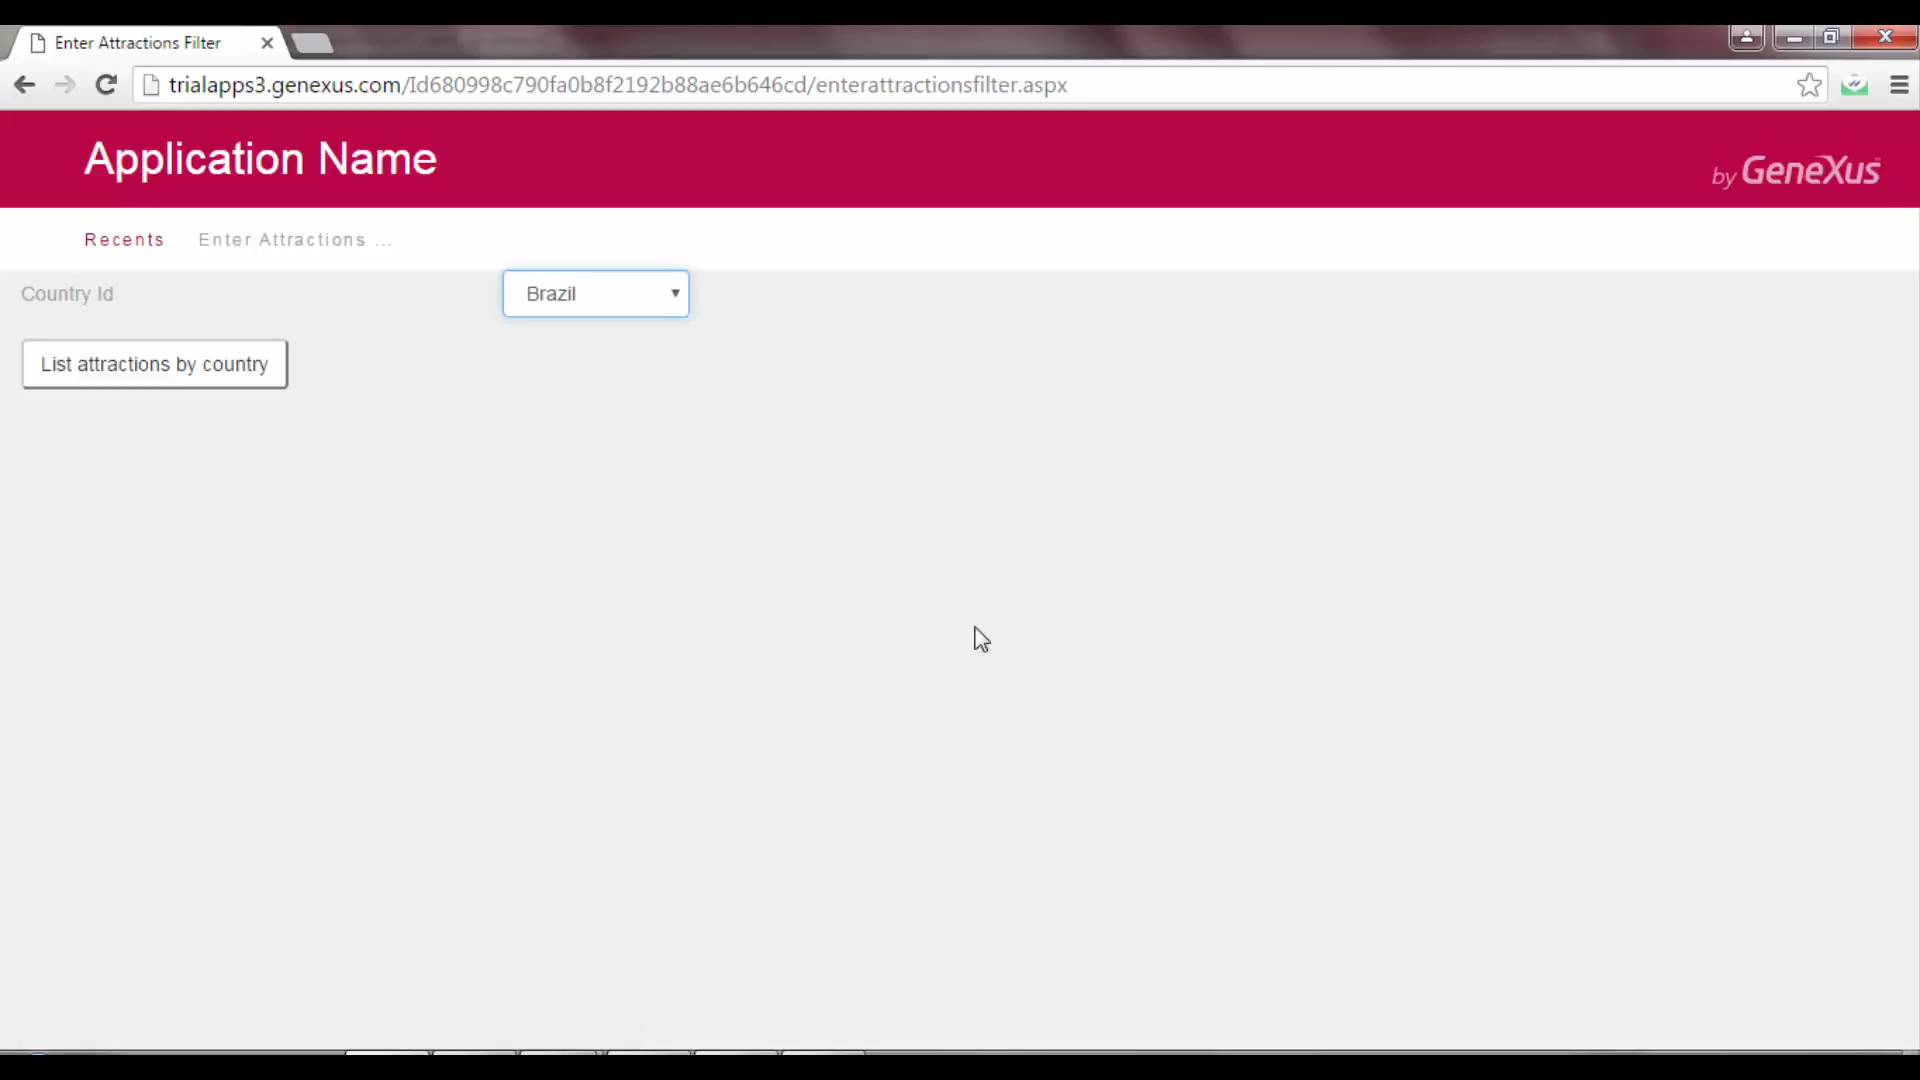 Enter Attractions Filter
trialapps3.genexus.com/Id680998c790fa0b8f2192b88ae6b646cd/enterattractionsfilter.aspx
Application Name
by GeneXus
Recents Enter Attractions ...
Country Id Brazil
List attractions by country